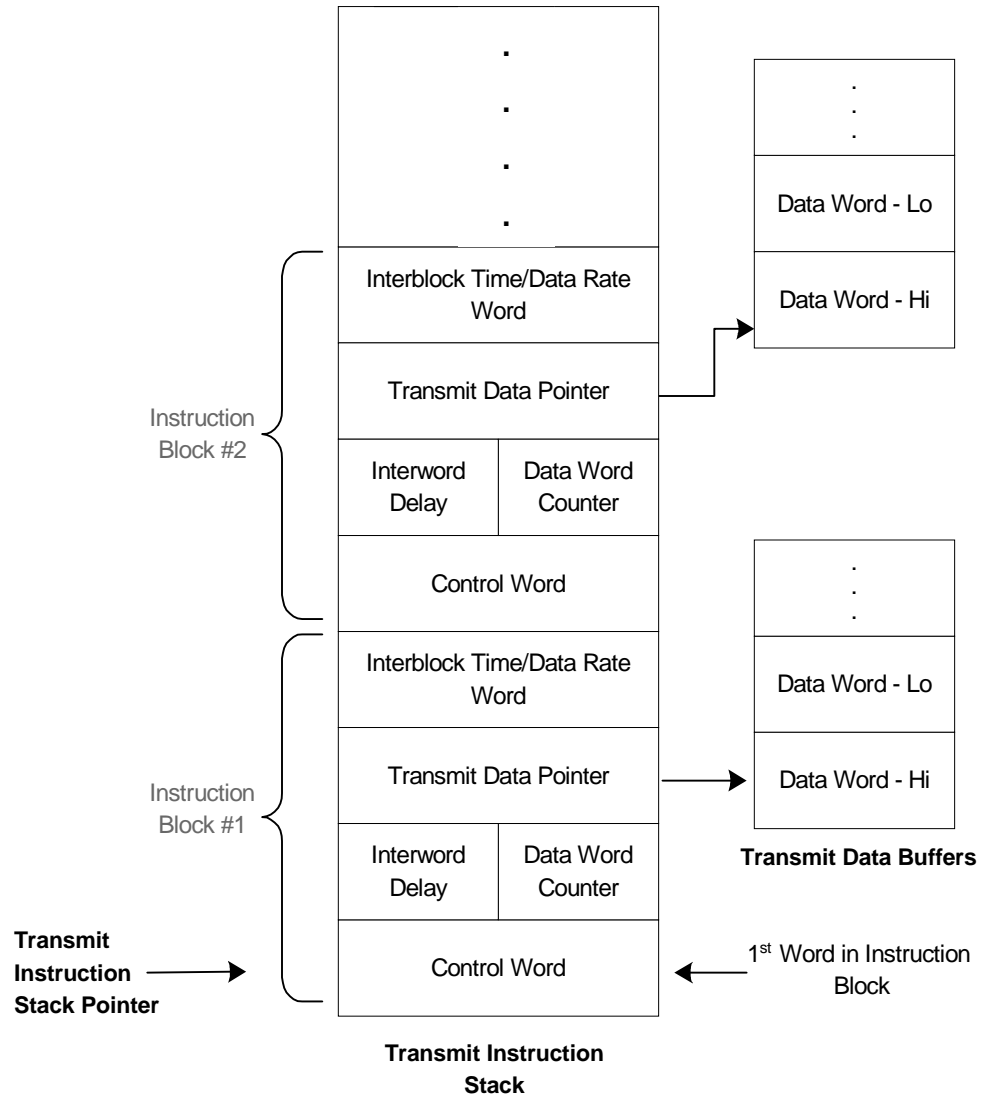 .
.
.
.
Interblock Time/Data Rate
Word
Transmit Data Pointer
Interword
Delay
Data Word
Counter
Control Word
Instruction
Block #2
.
.
.
Data Word - Lo
Data Word - Hi
Interblock Time/Data Rate
Word
Transmit Data Pointer
Interword
Delay
Data Word
Counter
Control Word
Instruction
Block #1
.
.
.
Data Word - Lo
Data Word - Hi
Transmit Data Buffers
Transmit
Instruction
Stack Pointer
1st Word in Instruction
Block
Transmit Instruction
Stack